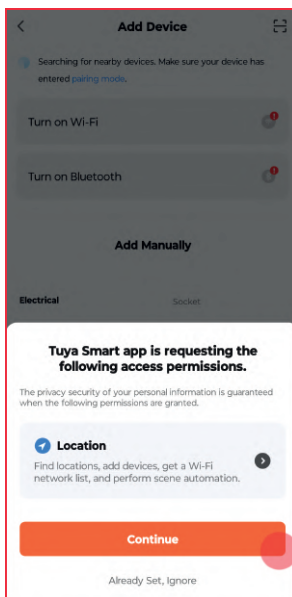 Add Device
Searching for nearby devices. Make sure your device has
entered pairing mode.
Turn on Wi-Fi
Turn on Bluetooth
Add Manually
Electrical
Socket
Tuya Smart app is requesting the
following access permissions.
The privacy security of your personal information is guaranteed
when the following permissions are granted.
Location
Find locations, add devices, get a Wi-Fi
network list, and perform scene automation.
Continue
Already Set, Ignore